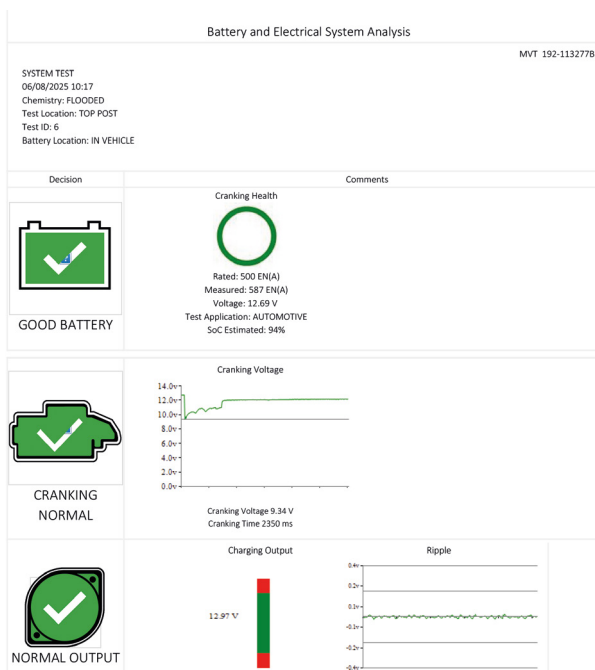 Battery and Electrical System Analysis
MVT 192-113277B
SYSTEM TEST
06/08/2025 10:17
Chemistry: FLOODED
Test Location: TOP POST
Test ID: 6
Battery Location: IN VEHICLE
Decision
Comments
Cranking Health
Rated: 500 EN(A)
Measured: 587 EN(A)
Voltage: 12.69 V
Test Application: AUTOMOTIVE
SoC Estimated: 94%
GOOD BATTERY
Cranking Voltage
14.0v
12.0v
10.0v
8.0v
6.0v
4.0v
2.0v
0.0v
CRANKING
NORMAL
Cranking Voltage 9.34 V
Cranking Time 2350 ms
Charging Output
Ripple
12.97 V
0.4v
0.2v
0.1v
-0.1v
-0.2v
-0.4v
NORMAL OUTPUT